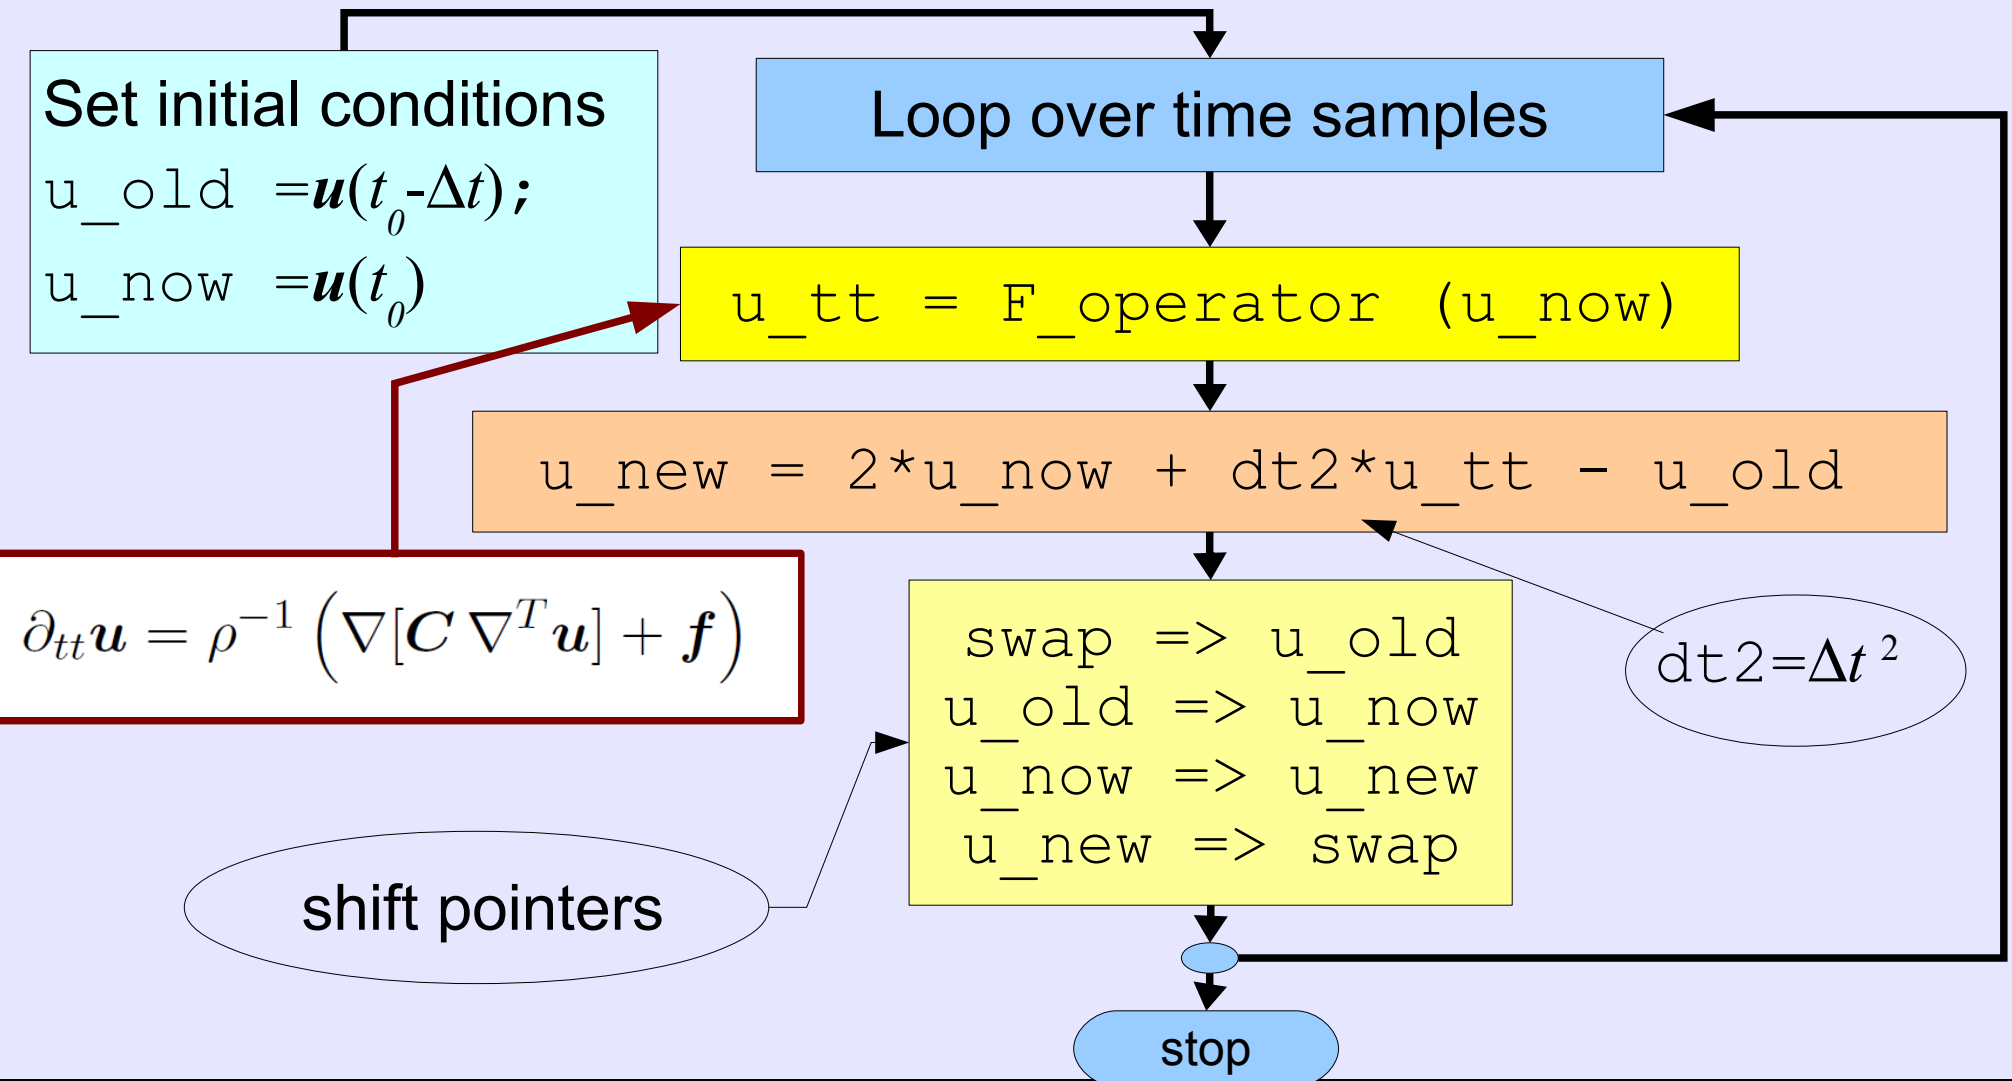 Set initial conditions
u_old =u(t₀-Δt);
u_now =u(t₀)
Loop over time samples
u_tt = F_operator (u_now)
u_new = 2*u_now + dt2*u_tt - u_old
∂ₜₜu = ρ⁻¹ (∇[C ∇ᵀu] + f)
dt2=Δt ²
swap => u_old
u_old => u_now
u_now => u_new
u_new => swap
shift pointers
stop